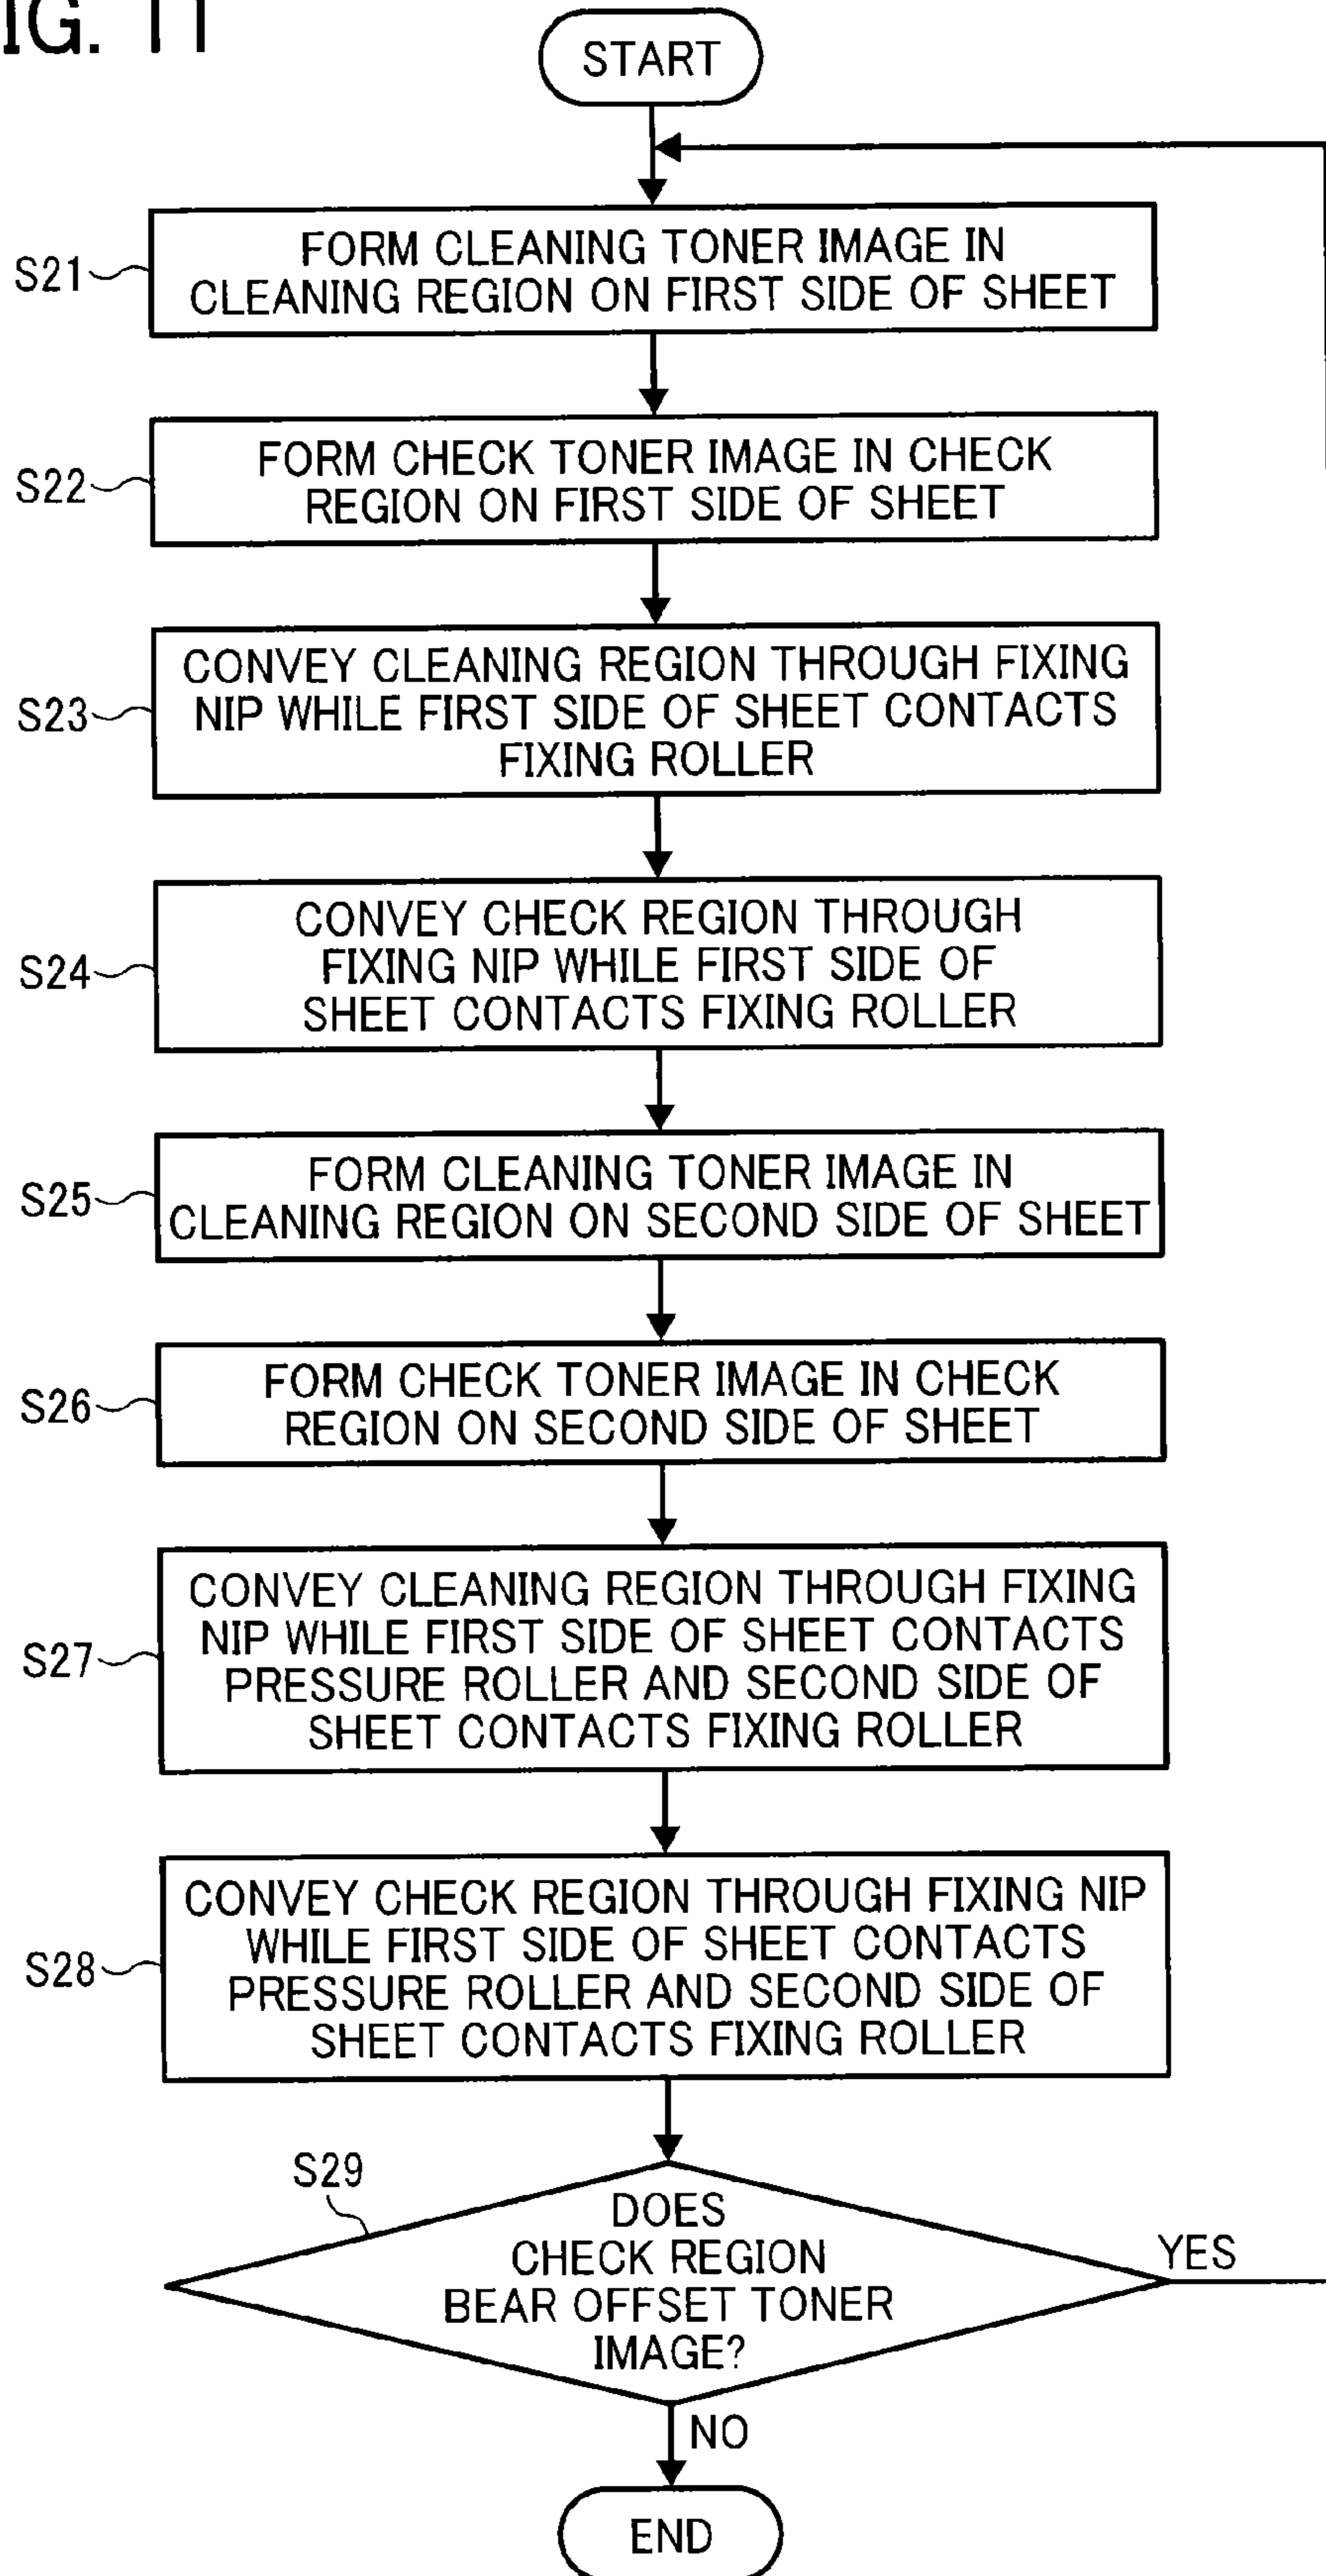 IG. 11
START
S21
FORM CLEANING TONER IMAGE IN
CLEANING REGION ON FIRST SIDE OF SHEET
S22
FORM CHECK TONER IMAGE IN CHECK
REGION ON FIRST SIDE OF SHEET
S23
CONVEY CLEANING REGION THROUGH FIXING
NIP WHILE FIRST SIDE OF SHEET CONTACTS
FIXING ROLLER
S24
CONVEY CHECK REGION THROUGH
FIXING NIP WHILE FIRST SIDE OF
SHEET CONTACTS FIXING ROLLER
S25
FORM CLEANING TONER IMAGE IN
CLEANING REGION ON SECOND SIDE OF SHEET
S26
FORM CHECK TONER IMAGE IN CHECK
REGION ON SECOND SIDE OF SHEET
S27
CONVEY CLEANING REGION THROUGH FIXING
NIP WHILE FIRST SIDE OF SHEET CONTACTS
PRESSURE ROLLER AND SECOND SIDE OF
SHEET CONTACTS FIXING ROLLER
S28
CONVEY CHECK REGION THROUGH FIXING NIP
WHILE FIRST SIDE OF SHEET CONTACTS
PRESSURE ROLLER AND SECOND SIDE OF
SHEET CONTACTS FIXING ROLLER
S29
DOES
CHECK REGION
BEAR OFFSET TONER
IMAGE?
YES
NO
END